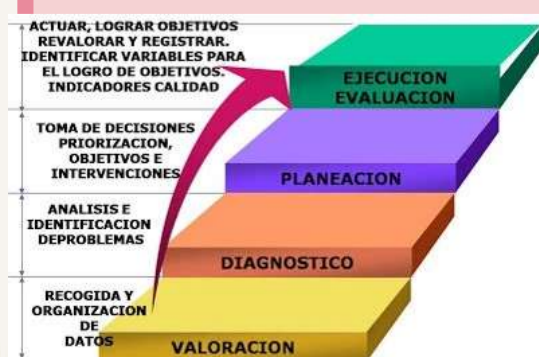 ACTUAR, LOGRAR OBJETIVOS
REVALORAR Y REGISTRAR.
IDENTIFICAR VARIABLES PARA
EL LOGRO DE OBJETIVOS.
INDICADORES CALIDAD
EJECUCION
EVALUACION
TOMA DE DECISIONES
PRIORIZACION,
OBJETIVOS E
INTERVENCIONES
PLANEACION
ANALISIS E
IDENTIFICACION
DEPROBLEMAS
DIAGNOSTICO
RECOGIDA Y
ORGANIZACION
DE
DATOS
VALORACION